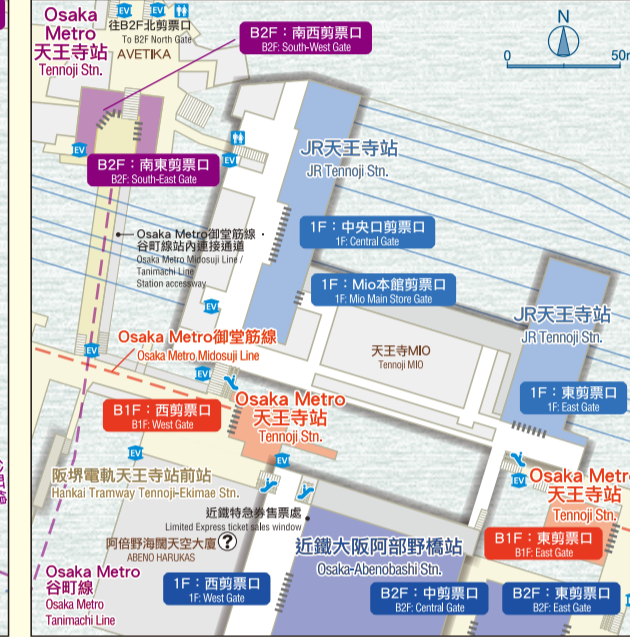 Osaka
Metro
天王寺站
Tennoji Stn.
EV
EV
往B2F北剪票口
To B2F North Gate
AVETIKA
B2F：南西剪票口
B2F: South-West Gate
N
0
50m
EV
B2F：南東剪票口
B2F: South-East Gate
EV
JR天王寺站
JR Tennoji Stn.
1F：中央口剪票口
1F: Central Gate
Osaka Metro御堂筋線・
谷町線站內連接通道
Osaka Metro Midosuji Line /
Tanimachi Line
Station accessway
1F：Mio本館剪票口
1F: Mio Main Store Gate
EV
JR天王寺站
JR Tennoji Stn.
Osaka Metro御堂筋線
Osaka Metro Midosuji Line
EV
天王寺MIO
Tennoji MIO
EV
1F：東剪票口
1F: East Gate
Osaka Metro
天王寺站
Tennoji Stn.
B1F：西剪票口
B1F: West Gate
EV
EV
阪堺電軌天王寺站前站
Hankai Tramway Tennoji-Ekimae Stn.
EV
Osaka Metro
天王寺站
Tennoji Stn.
近鐵特急券售票處
Limited Express ticket sales window
B1F：東剪票口
B1F: East Gate
阿倍野海闊天空大廈
?
ABENO HARUKAS
近鐵大阪阿部野橋站
Osaka-Abenobashi Stn.
Osaka Metro
谷町線
Osaka Metro
Tanimachi Line
1F：西剪票口
1F: West Gate
B2F：中剪票口
B2F: Central Gate
B2F：東剪票口
B2F: East Gate